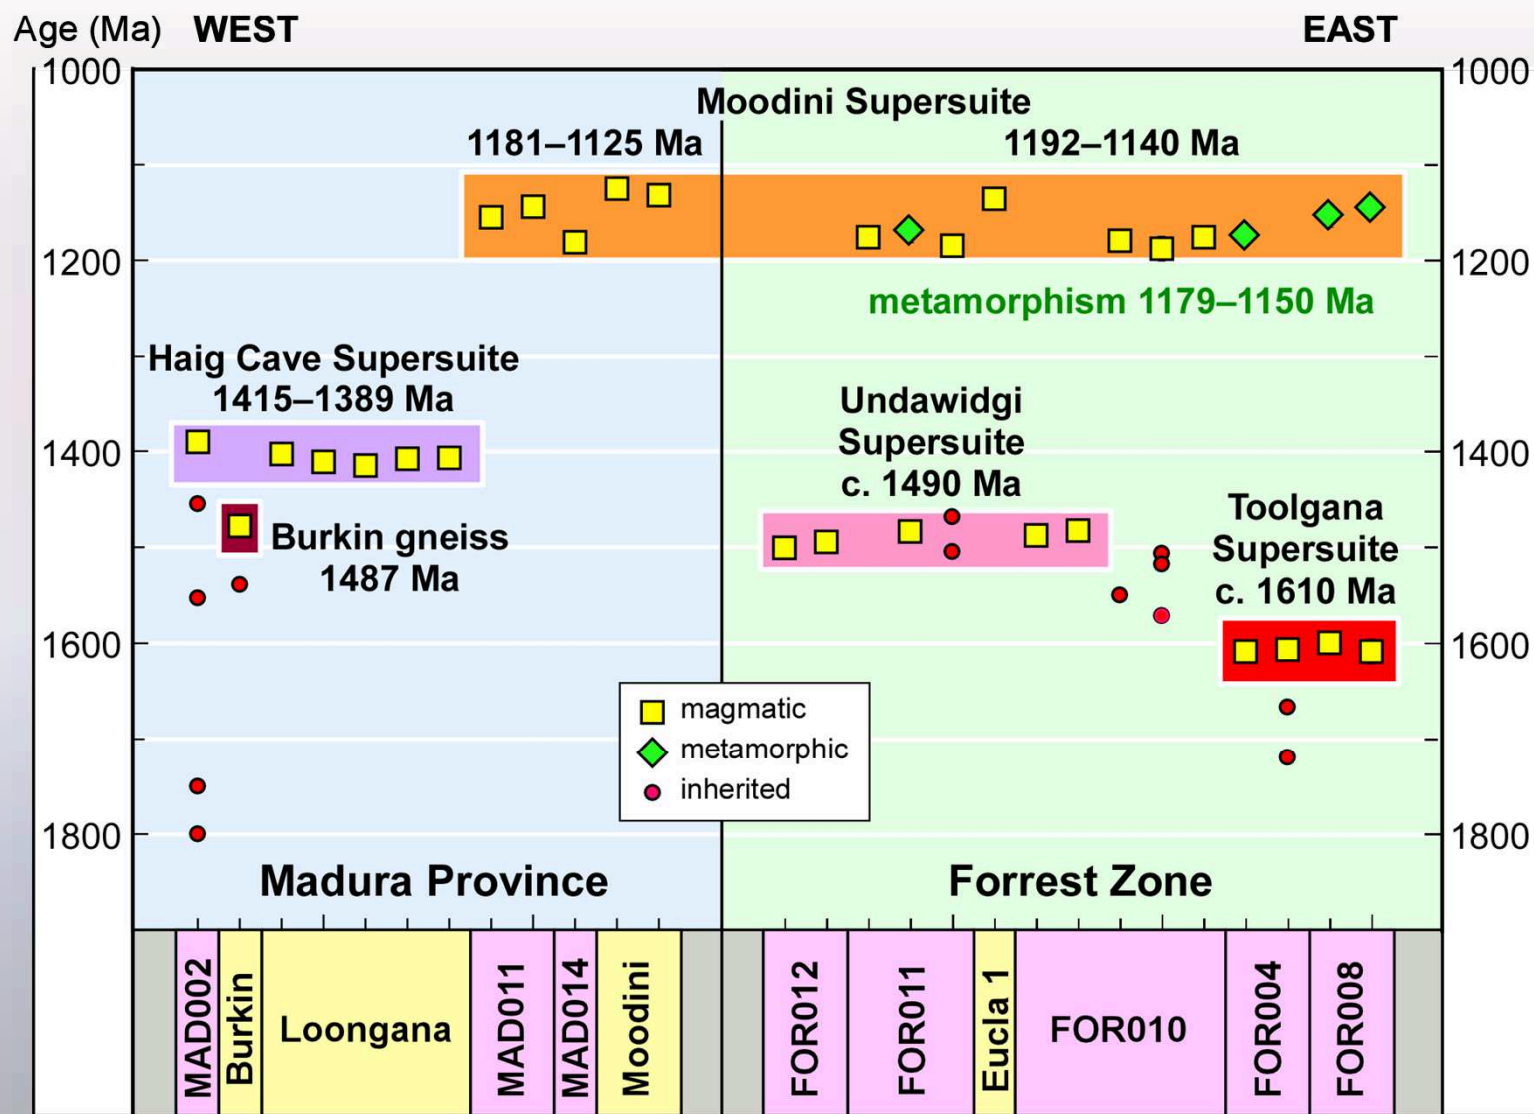 Age (Ma) WEST EAST
1000 1000
Moodini Supersuite
1181–1125 Ma 1192–1140 Ma
1200 1200
metamorphism 1179–1150 Ma
Haig Cave Supersuite
1415–1389 Ma
Undawidgi
Supersuite
c. 1490 Ma
1400 1400
Burkin gneiss
1487 Ma
Toolgana
Supersuite
c. 1610 Ma
1600 1600
magmatic
metamorphic
inherited
1800 1800
Madura Province Forrest Zone
MAD002
Burkin
Loongana
MAD011
MAD014
Moodini
FOR012
FOR011
Eucla 1
FOR010
FOR004
FOR008